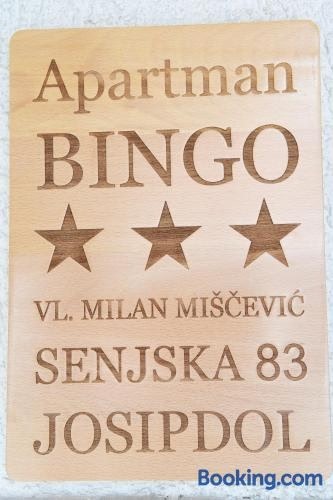 Apartman
BINGO
VL. MILAN MIŠČEVIĆ
SENJSKA 83
JOSIPDOL
Booking.com